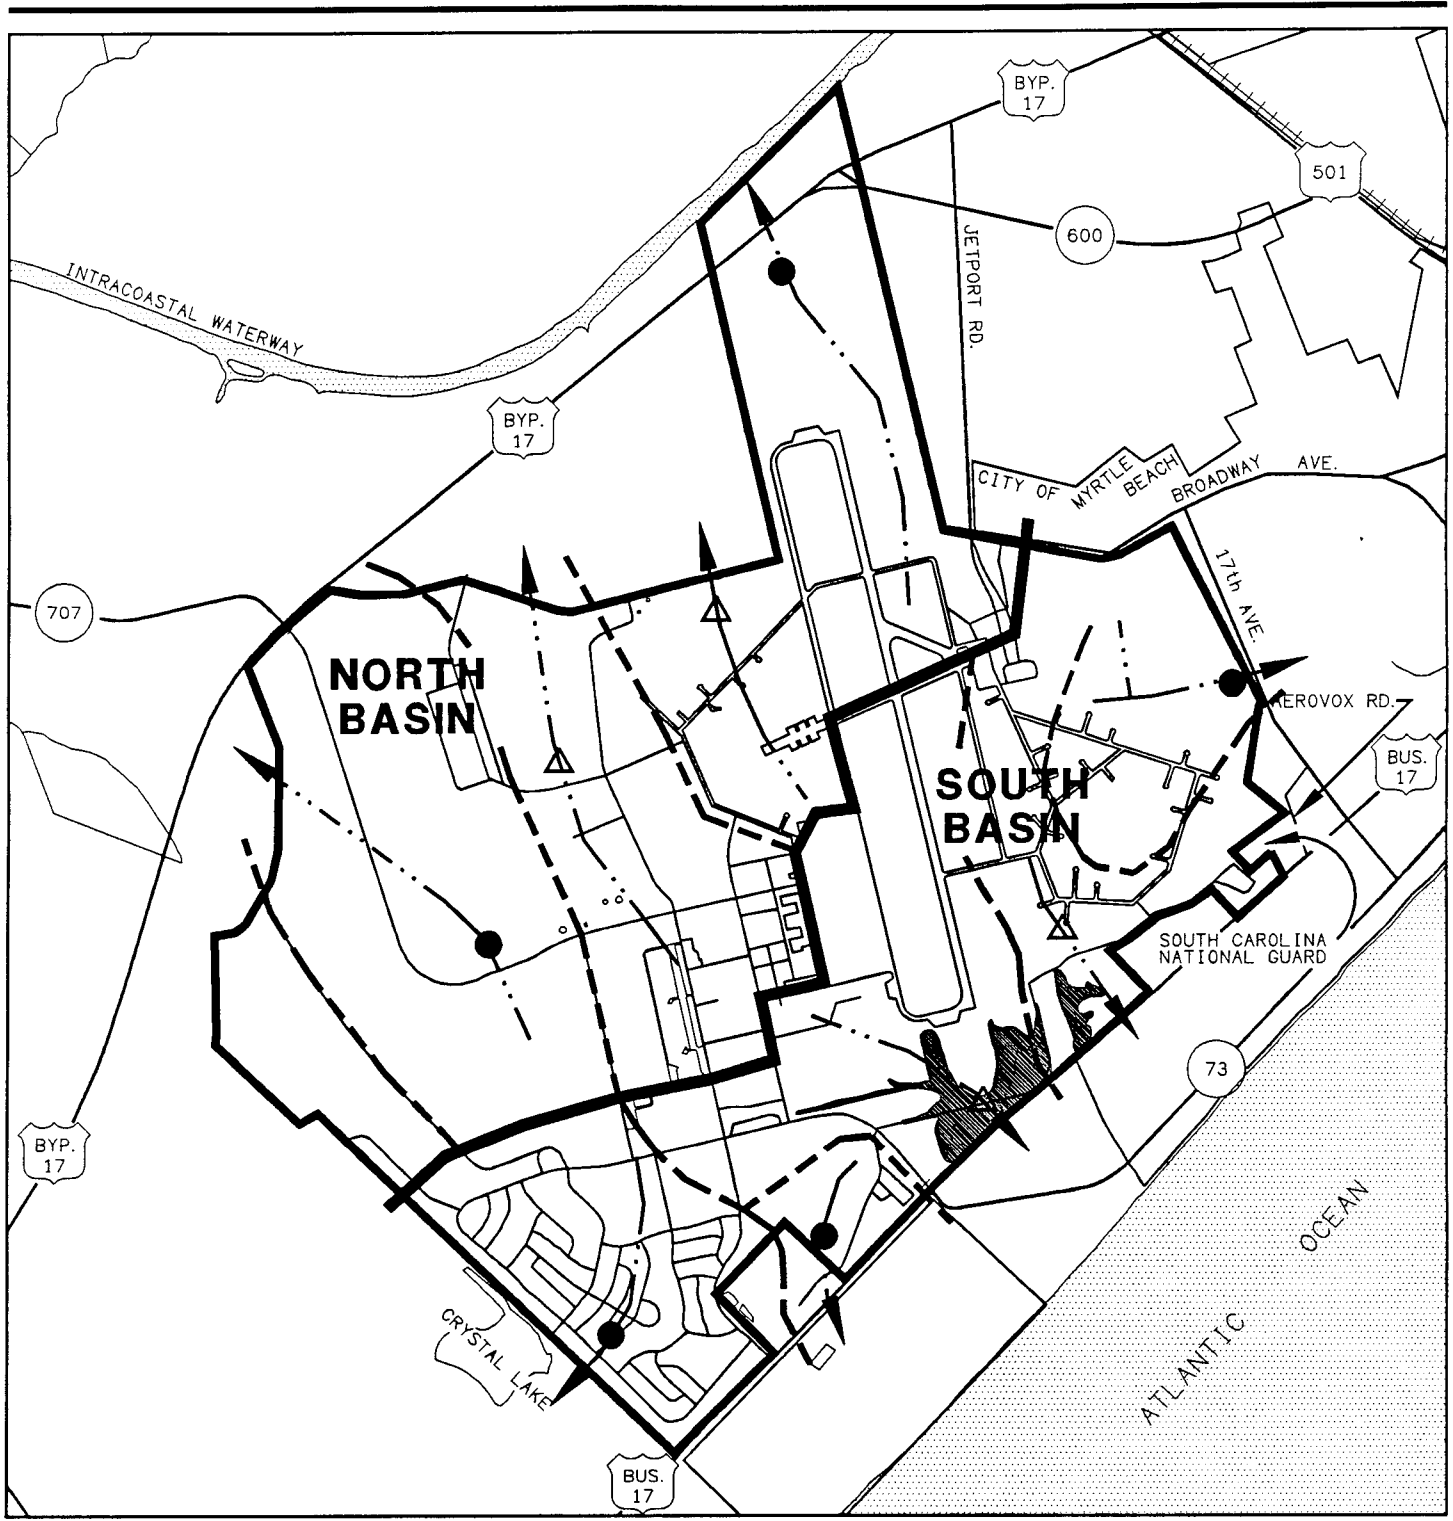 BYP.
17
501
600
JETPORT RD.
INTRACOASTAL WATERWAY
BYP.
17
CITY OF MYRTLE
BEACH
BROADWAY AVE.
17th AVE.
707
NORTH
BASIN
AEROVOX RD.
BUS.
17
SOUTH
BASIN
SOUTH CAROLINA
NATIONAL GUARD
73
BYP.
17
OCEAN
ATLANTIC
CRYSTAL LAKE
BUS.
17